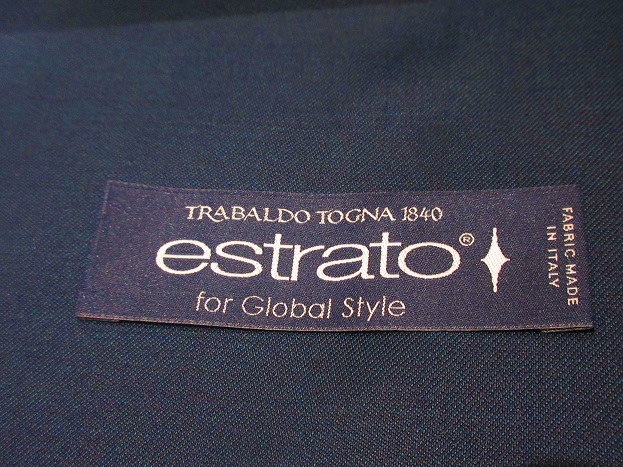 TRABALDO TOGNA 1840
estrato®
for Global Style
FABRIC MADE
IN ITALY